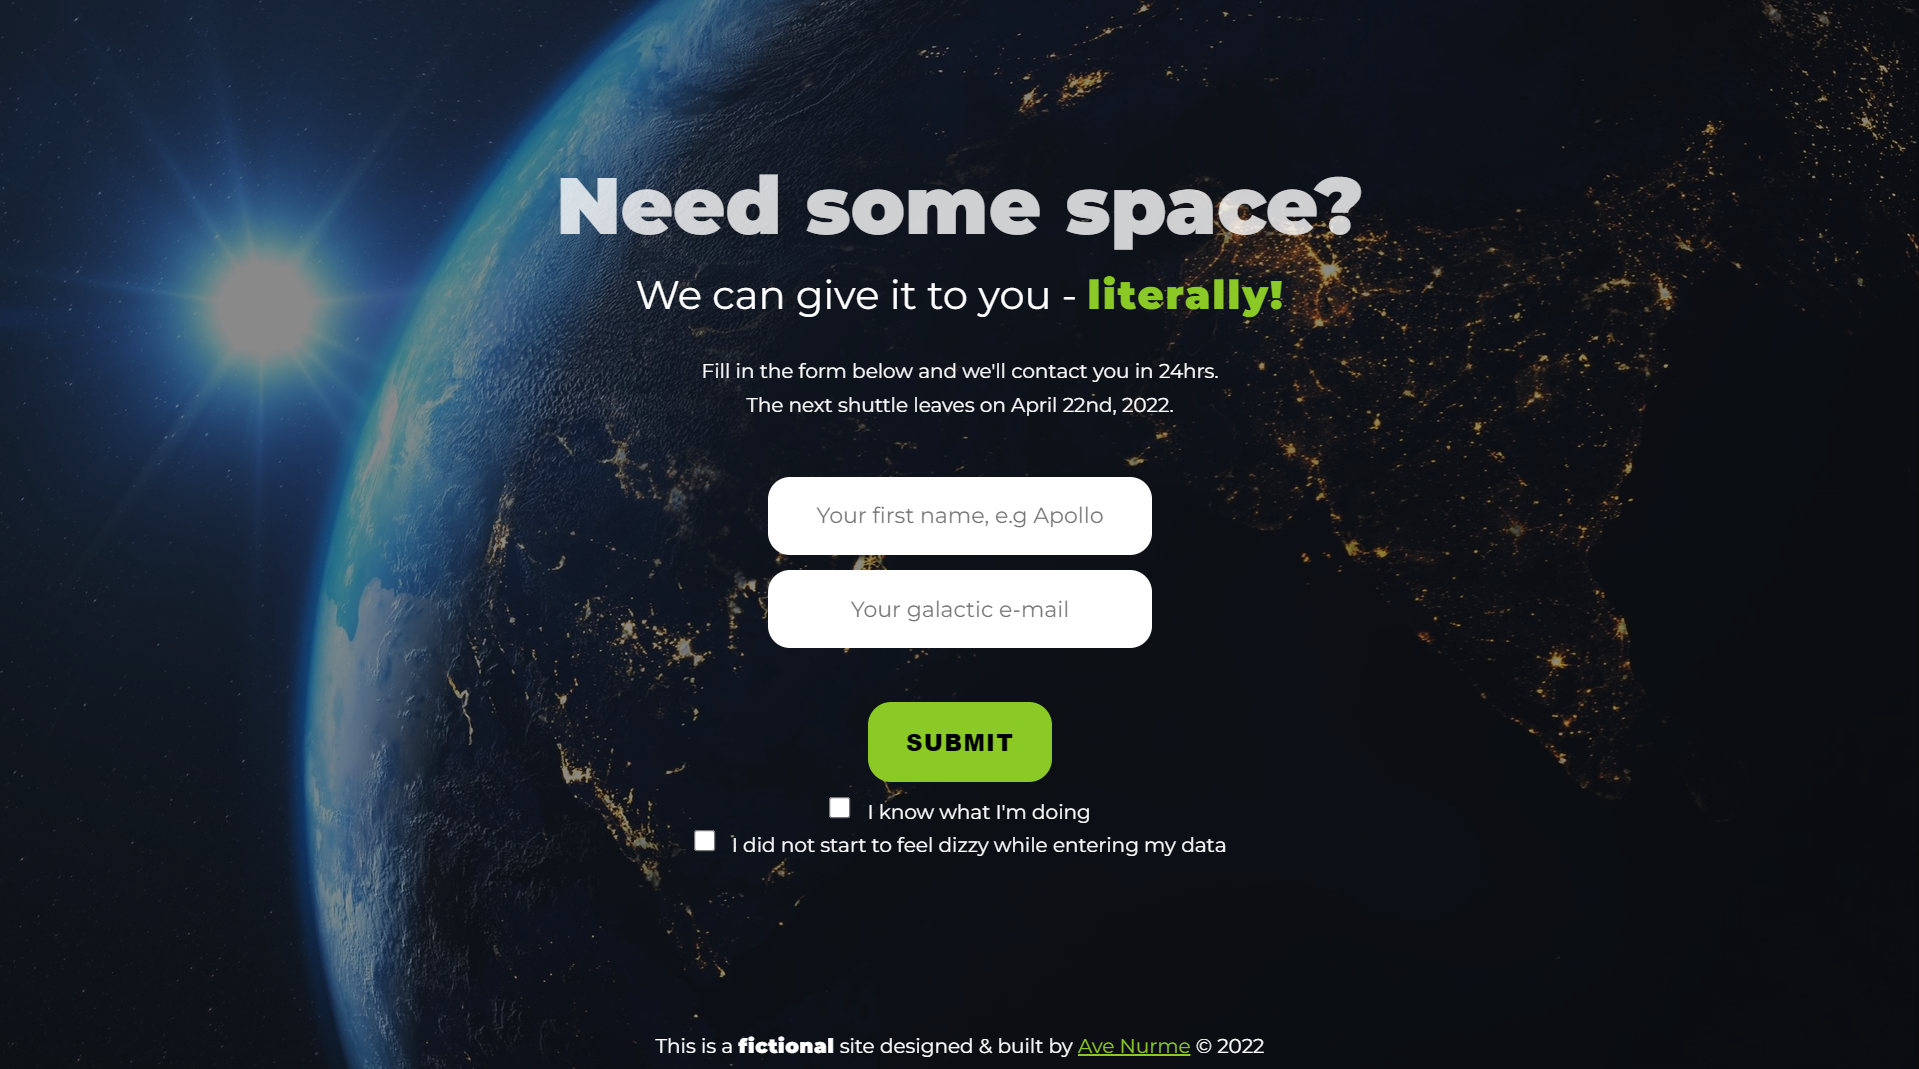 Need some space?
We can give it to you - literally!
Fill in the form below and we'll contact you in 24hrs.
The next shuttle leaves on April 22nd, 2022.
Your first name, e.g Apollo
Your galactic e-mail
SUBMIT
I know what I'm doing
I did not start to feel dizzy while entering my data
This is a fictional site designed & built by Ave Nurme © 2022